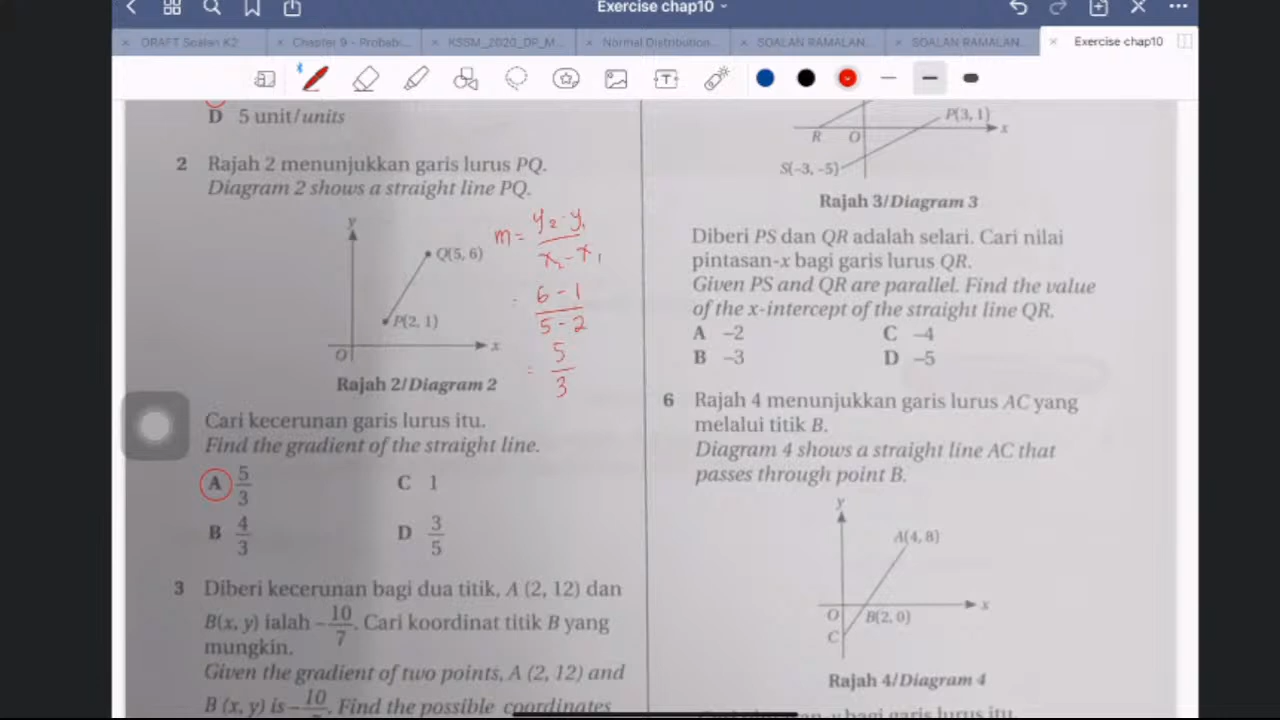 Exercise chap10
DRAFT Soalan K2
Chapter 9 - Probabi...
KSSM_2020_DP_M...
Normal Distribution...
SOALAN RAMALAN...
SOALAN RAMALAN...
Exercise chap10
D 5 unit/units
2 Rajah 2 menunjukkan garis lurus PQ.
Diagram 2 shows a straight line PQ.
y
Q(5, 6)
P(2, 1)
O
x
Rajah 2/Diagram 2
m = y₂ - y₁
x₂ - x₁
= 6 - 1
5 - 2
= 5
3
Cari kecerunan garis lurus itu.
Find the gradient of the straight line.
A 5/3
C 1
B 4/3
D 3/5
3 Diberi kecerunan bagi dua titik, A (2, 12) dan
B(x, y) ialah –10/7. Cari koordinat titik B yang
mungkin.
Given the gradient of two points, A (2, 12) and
B (x, y) is –10/. Find the possible coordinates
P(3, 1)
R
O
x
S(–3, –5)
Rajah 3/Diagram 3
Diberi PS dan QR adalah selari. Cari nilai
pintasan-x bagi garis lurus QR.
Given PS and QR are parallel. Find the value
of the x-intercept of the straight line QR.
A –2
C –4
B –3
D –5
6 Rajah 4 menunjukkan garis lurus AC yang
melalui titik B.
Diagram 4 shows a straight line AC that
passes through point B.
y
A(4, 8)
O
B(2, 0)
x
C
Rajah 4/Diagram 4
bagi garis lurus itu.